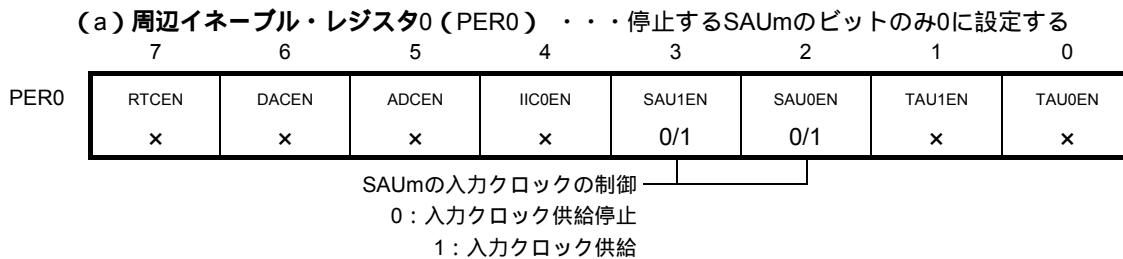 (a)周辺イネーブル・レジスタ0(PER0) ・・・停止するSAUmのビットのみ0に設定する
7 6 5 4 3 2 1 0
PER0 RTCEN DACEN ADCEN IIC0EN SAU1EN SAU0EN TAU1EN TAU0EN
× × × × 0/1 0/1 × ×
SAUmの入力クロックの制御
0：入力クロック供給停止
1：入力クロック供給